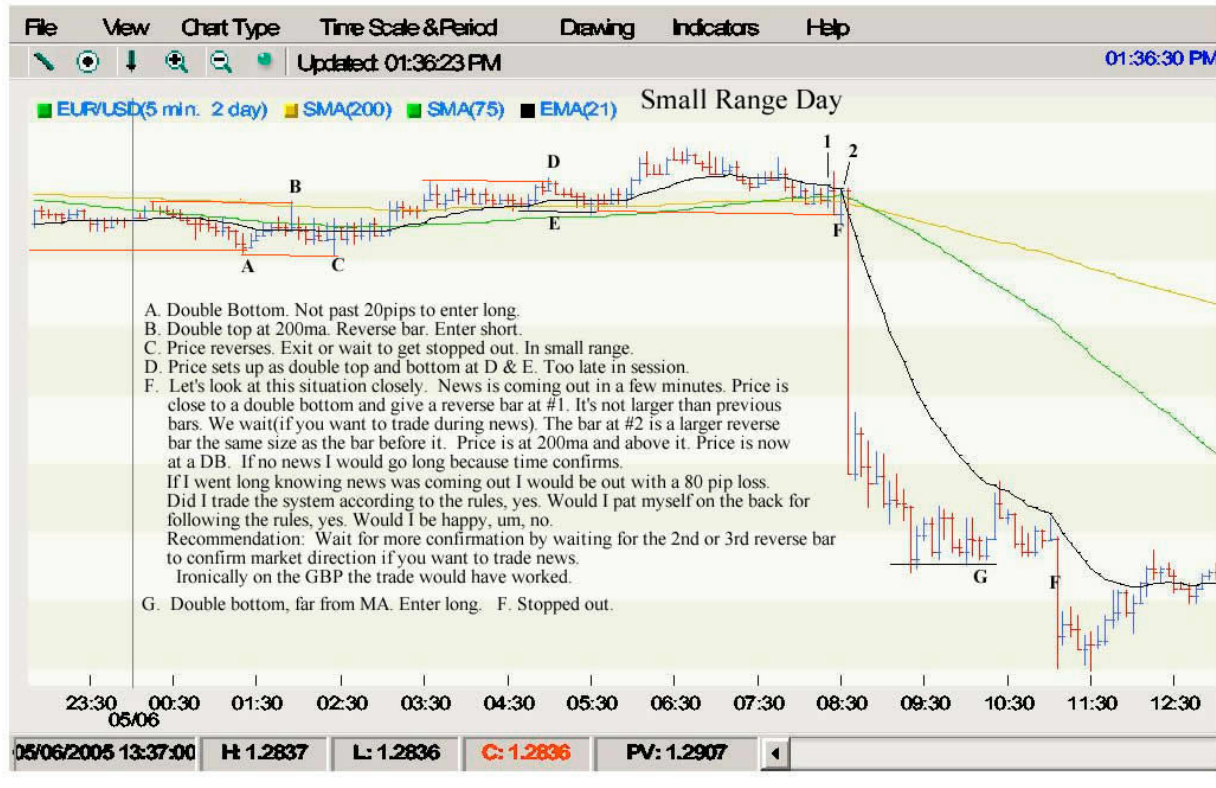 File View Chart Type Time Scale & Period Drawing Indicators Help
Updated: 01:36:23 PM 01:36:30 PM
EUR/USD(5 min. 2 day) SMA(200) SMA(75) EMA(21) Small Range Day
1
2
D
B
E
F
A C
A. Double Bottom. Not past 20pips to enter long.
B. Double top at 200ma. Reverse bar. Enter short.
C. Price reverses. Exit or wait to get stopped out. In small range.
D. Price sets up as double top and bottom at D & E. Too late in session.
F. Let's look at this situation closely. News is coming out in a few minutes. Price is
close to a double bottom and give a reverse bar at #1. It's not larger than previous
bars. We wait(if you want to trade during news). The bar at #2 is a larger reverse
bar the same size as the bar before it. Price is at 200ma and above it. Price is now
at a DB. If no news I would go long because time confirms.
If I went long knowing news was coming out I would be out with a 80 pip loss.
Did I trade the system according to the rules, yes. Would I pat myself on the back for
following the rules, yes. Would I be happy, um, no.
Recommendation: Wait for more confirmation by waiting for the 2nd or 3rd reverse bar
to confirm market direction if you want to trade news.
Ironically on the GBP the trade would have worked.
G F
G. Double bottom, far from MA. Enter long. F. Stopped out.
23:30 00:30 01:30 02:30 03:30 04:30 05:30 06:30 07:30 08:30 09:30 10:30 11:30 12:30
05/06
05/06/2005 13:37:00 H: 1.2837 L: 1.2836 C: 1.2836 PV: 1.2907